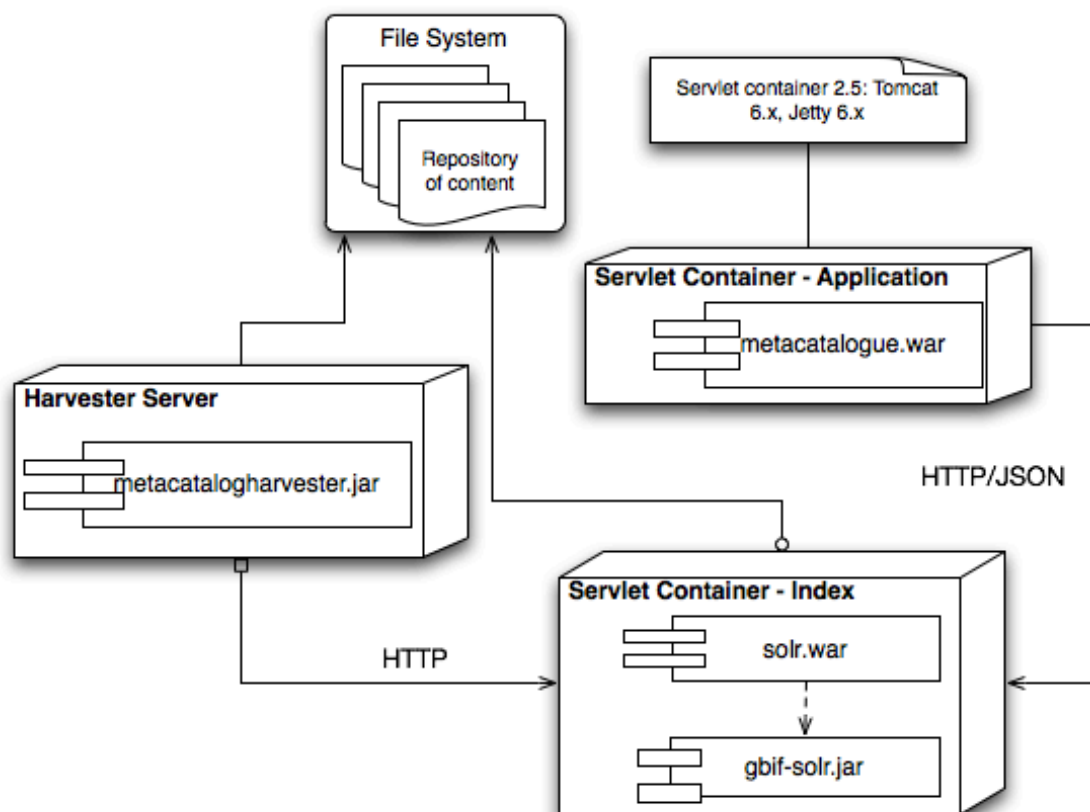 File System
Repository
of content
Servlet container 2.5: Tomcat
6.x, Jetty 6.x
Servlet Container - Application
metacatalogue.war
Harvester Server
metacatalogharvester.jar
HTTP/JSON
HTTP
Servlet Container - Index
solr.war
gbif-solr.jar